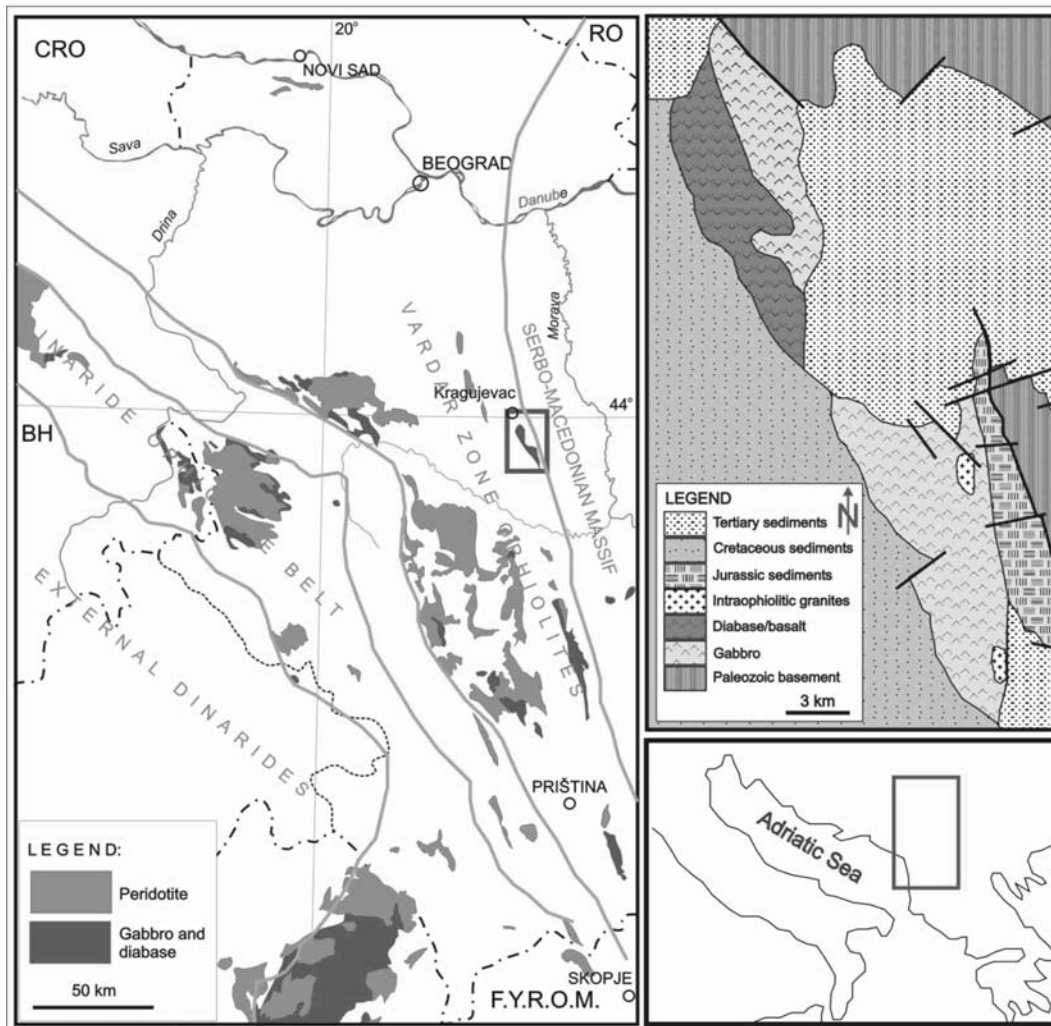 CRO
20°
RO
NOVI SAD
Sava
BEOGRAD
Danube
Drina
Morava
VARDAR ZONE OPHIOLITES
SERBO-MACEDONIAN MASSIF
Kragujevac
44°
INARIDE O E BELT
BH
EXTERNAL DINARIDES
PRIŠTINA
SKOPJE
F.Y.R.O.M.
LEGEND:
Peridotite
Gabbro and
diabase
50 km
LEGEND
N
Tertiary sediments
Cretaceous sediments
Jurassic sediments
Intraophiolitic granites
Diabase/basalt
Gabbro
Paleozoic basement
3 km
Adriatic Sea